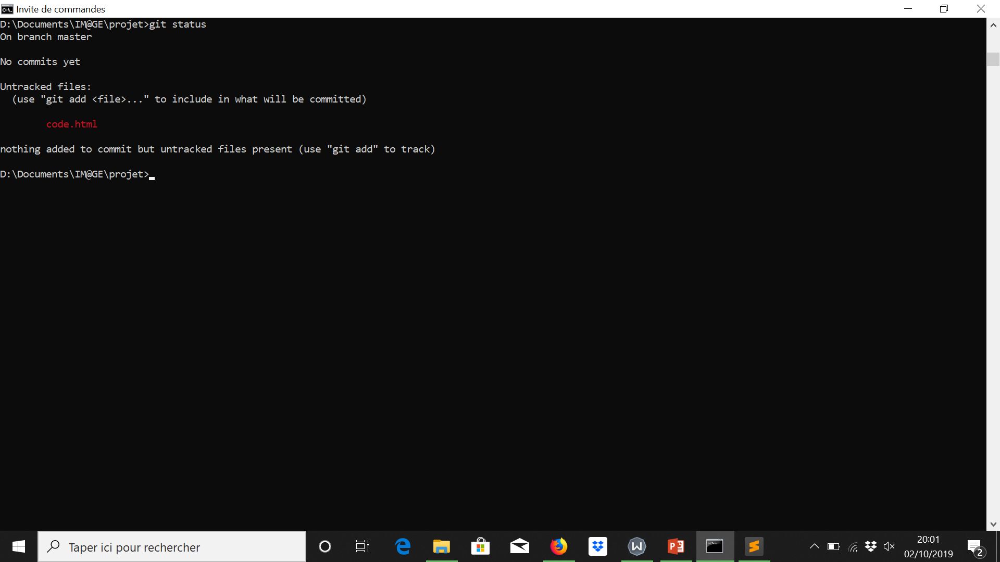 Invite de commandes
D:\Documents\IM@GE\projet>git status
On branch master
No commits yet
Untracked files:
  (use "git add <file>..." to include in what will be committed)
        code.html
nothing added to commit but untracked files present (use "git add" to track)
D:\Documents\IM@GE\projet>
Taper ici pour rechercher
20:01
02/10/2019
2